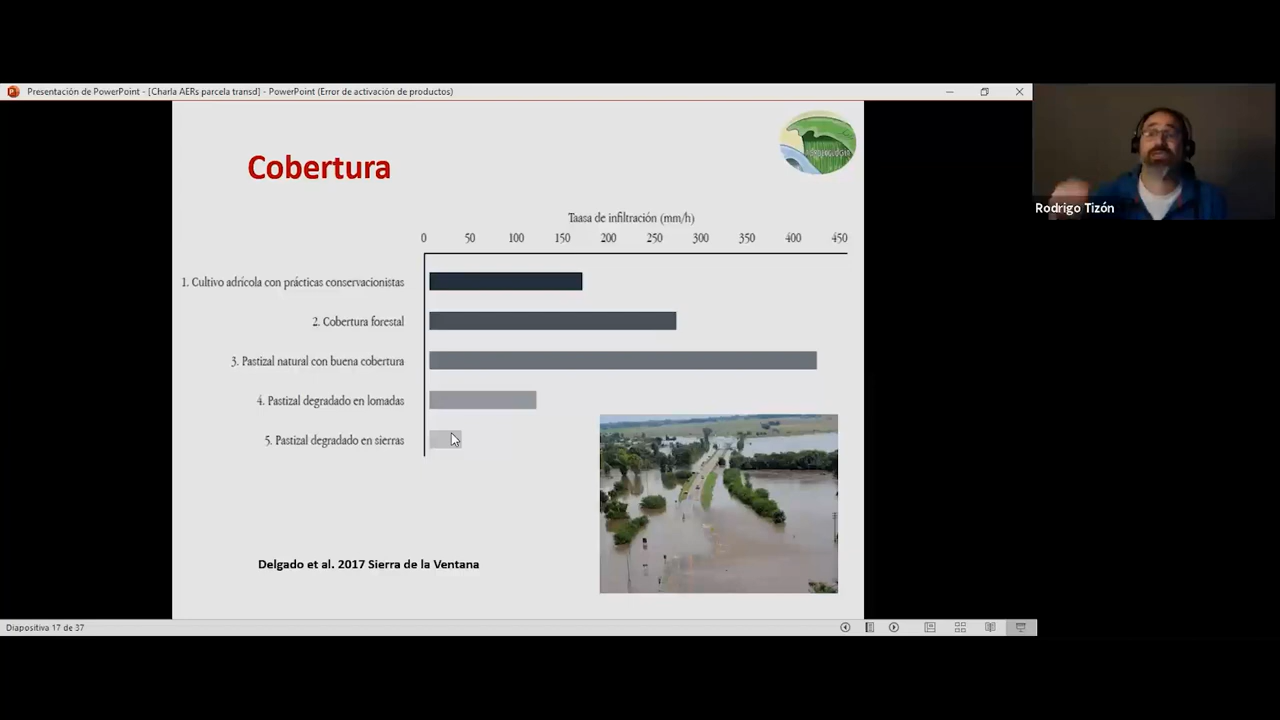 Presentación de PowerPoint - [Charla AERs parcela transd] - PowerPoint (Error de activación de productos)
Cobertura
Rodrigo Tizón
Taasa de infiltración (mm/h)
0 50 100 150 200 250 300 350 400 450
1. Cultivo adrícola con prácticas conservacionistas
2. Cobertura forestal
3. Pastizal natural con buena cobertura
4. Pastizal degradado en lomadas
5. Pastizal degradado en sierras
Delgado et al. 2017 Sierra de la Ventana
Diapositiva 17 de 37